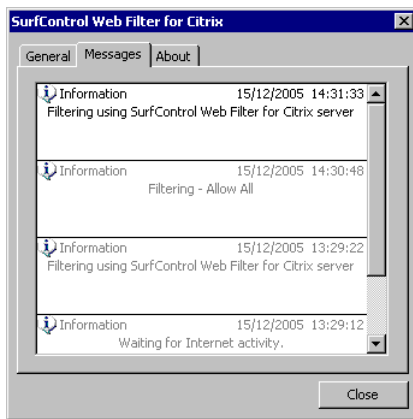 SurfControl Web Filter for Citrix
General Messages About
Information 15/12/2005 14:31:33
Filtering using SurfControl Web Filter for Citrix server
Information 15/12/2005 14:30:48
Filtering - Allow All
Information 15/12/2005 13:29:22
Filtering using SurfControl Web Filter for Citrix server
Information 15/12/2005 13:29:12
Waiting for Internet activity.
Close